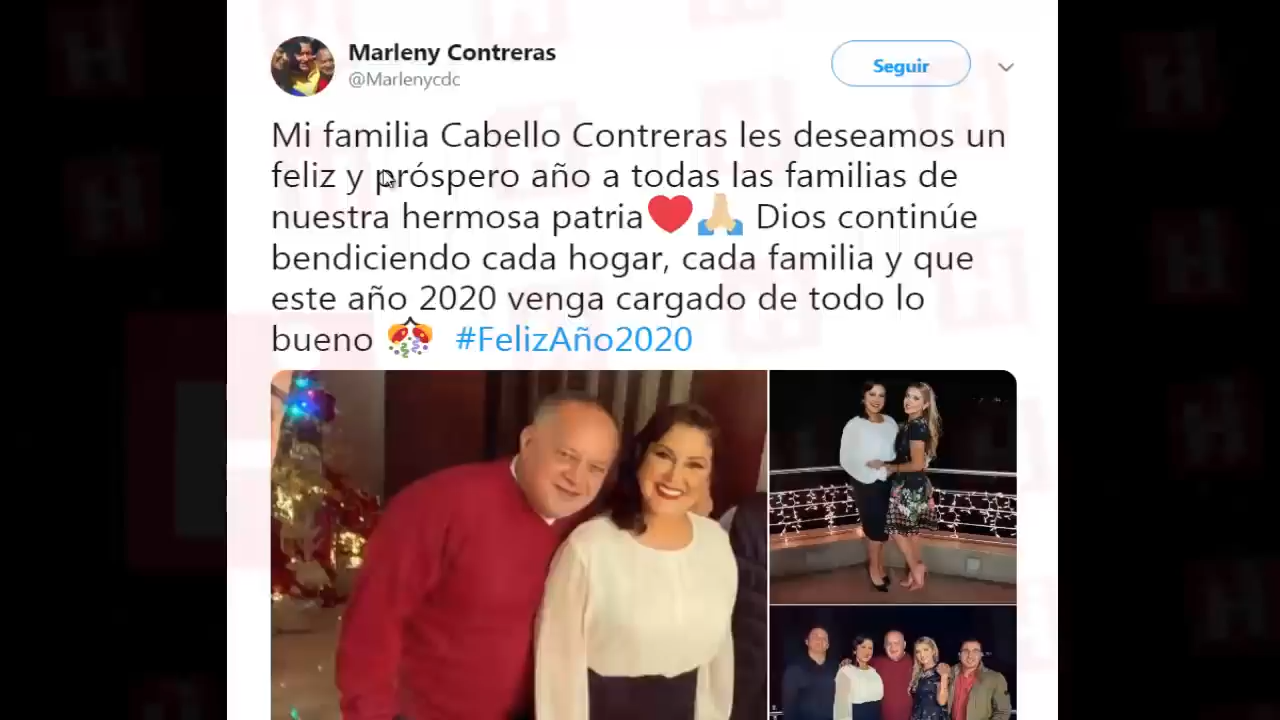 Marleny Contreras
@Marlenycdc
Seguir
Mi familia Cabello Contreras les deseamos un
feliz y próspero año a todas las familias de
nuestra hermosa patria❤️🙏🏼 Dios continúe
bendiciendo cada hogar, cada familia y que
este año 2020 venga cargado de todo lo
bueno 🎊 #FelizAño2020